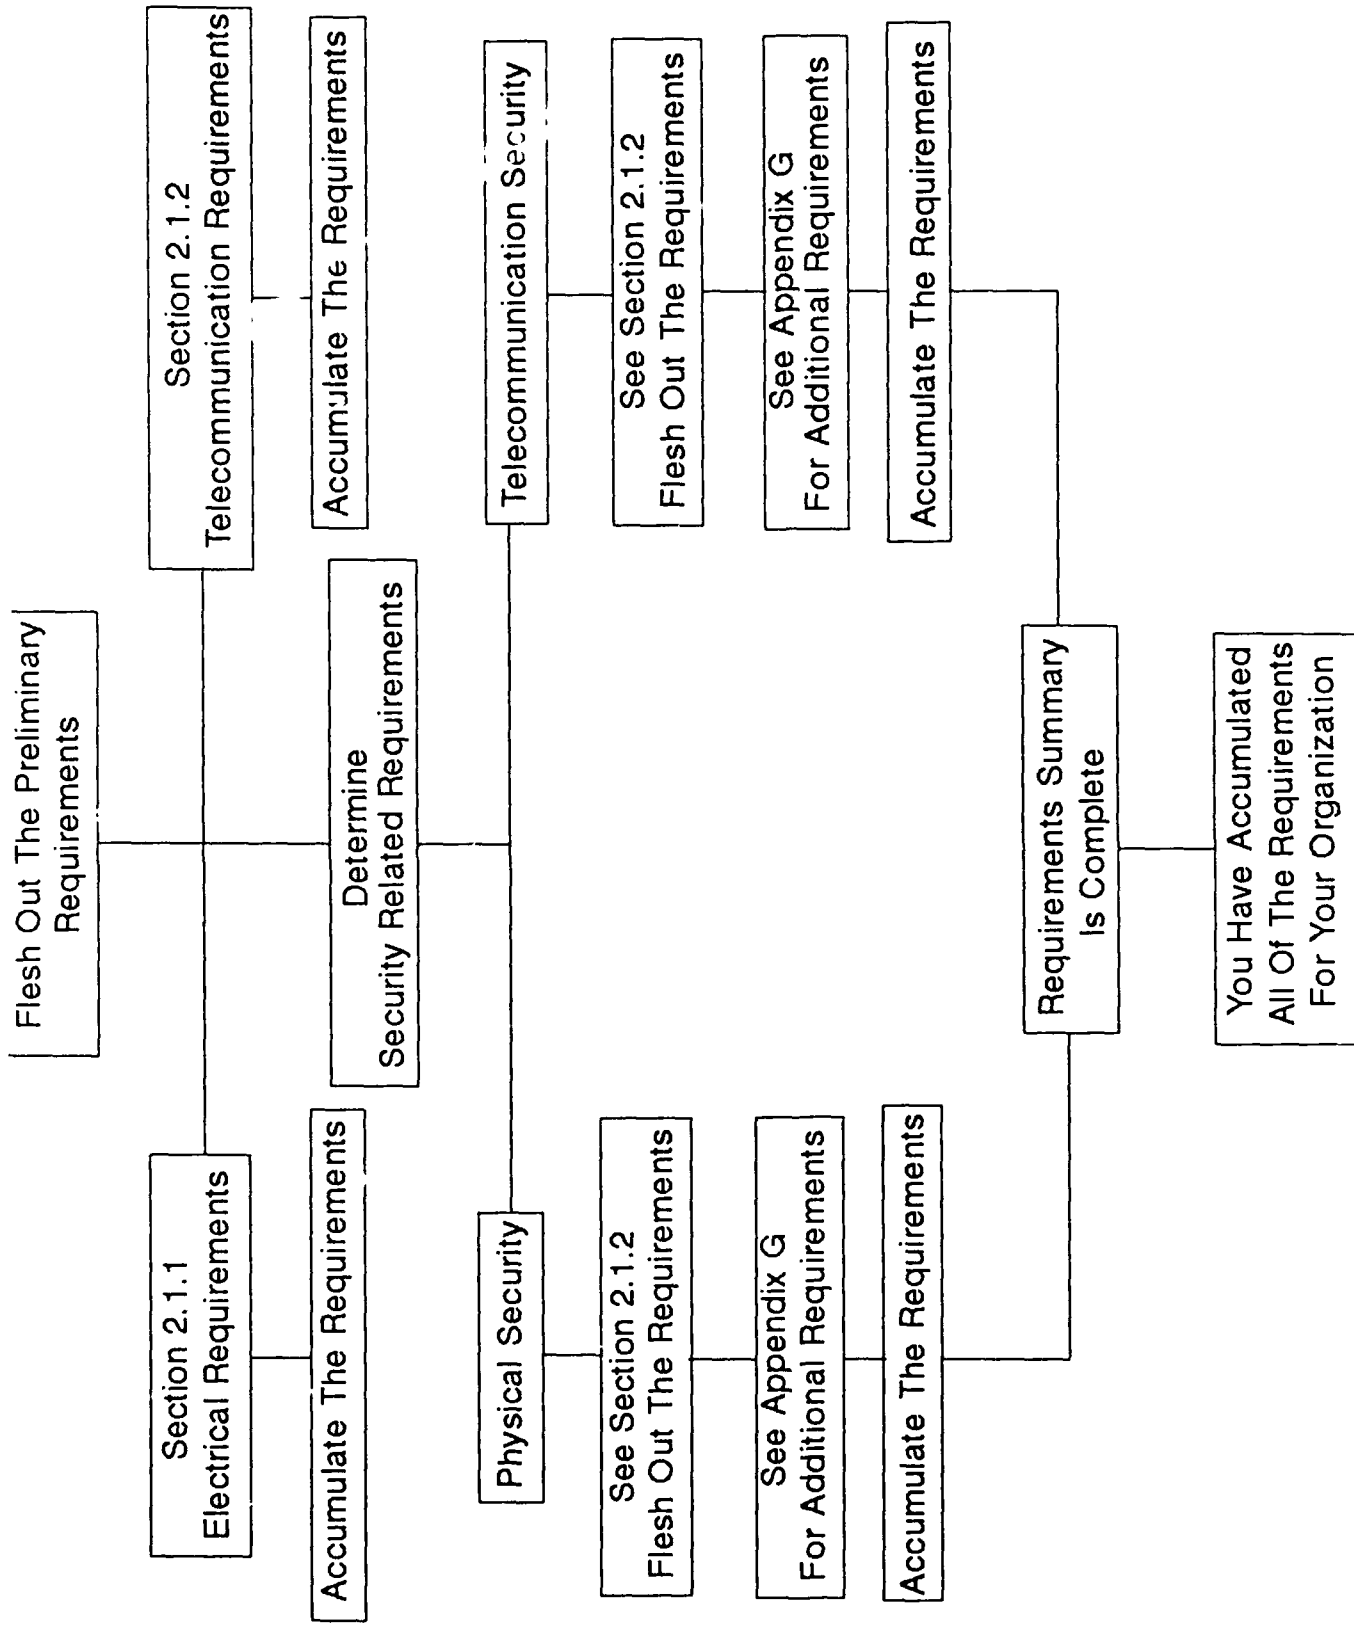 Flesh Out The Preliminary
Requirements
Section 2.1.1
Electrical Requirements
Section 2.1.2
Telecommunication Requirements
Accumulate The Requirements
Accumulate The Requirements
Determine
Security Related Requirements
Physical Security
Telecommunication Security
See Section 2.1.2
Flesh Out The Requirements
See Section 2.1.2
Flesh Out The Requirements
See Appendix G
For Additional Requirements
See Appendix G
For Additional Requirements
Accumulate The Requirements
Accumulate The Requirements
Requirements Summary
Is Complete
You Have Accumulated
All Of The Requirements
For Your Organization